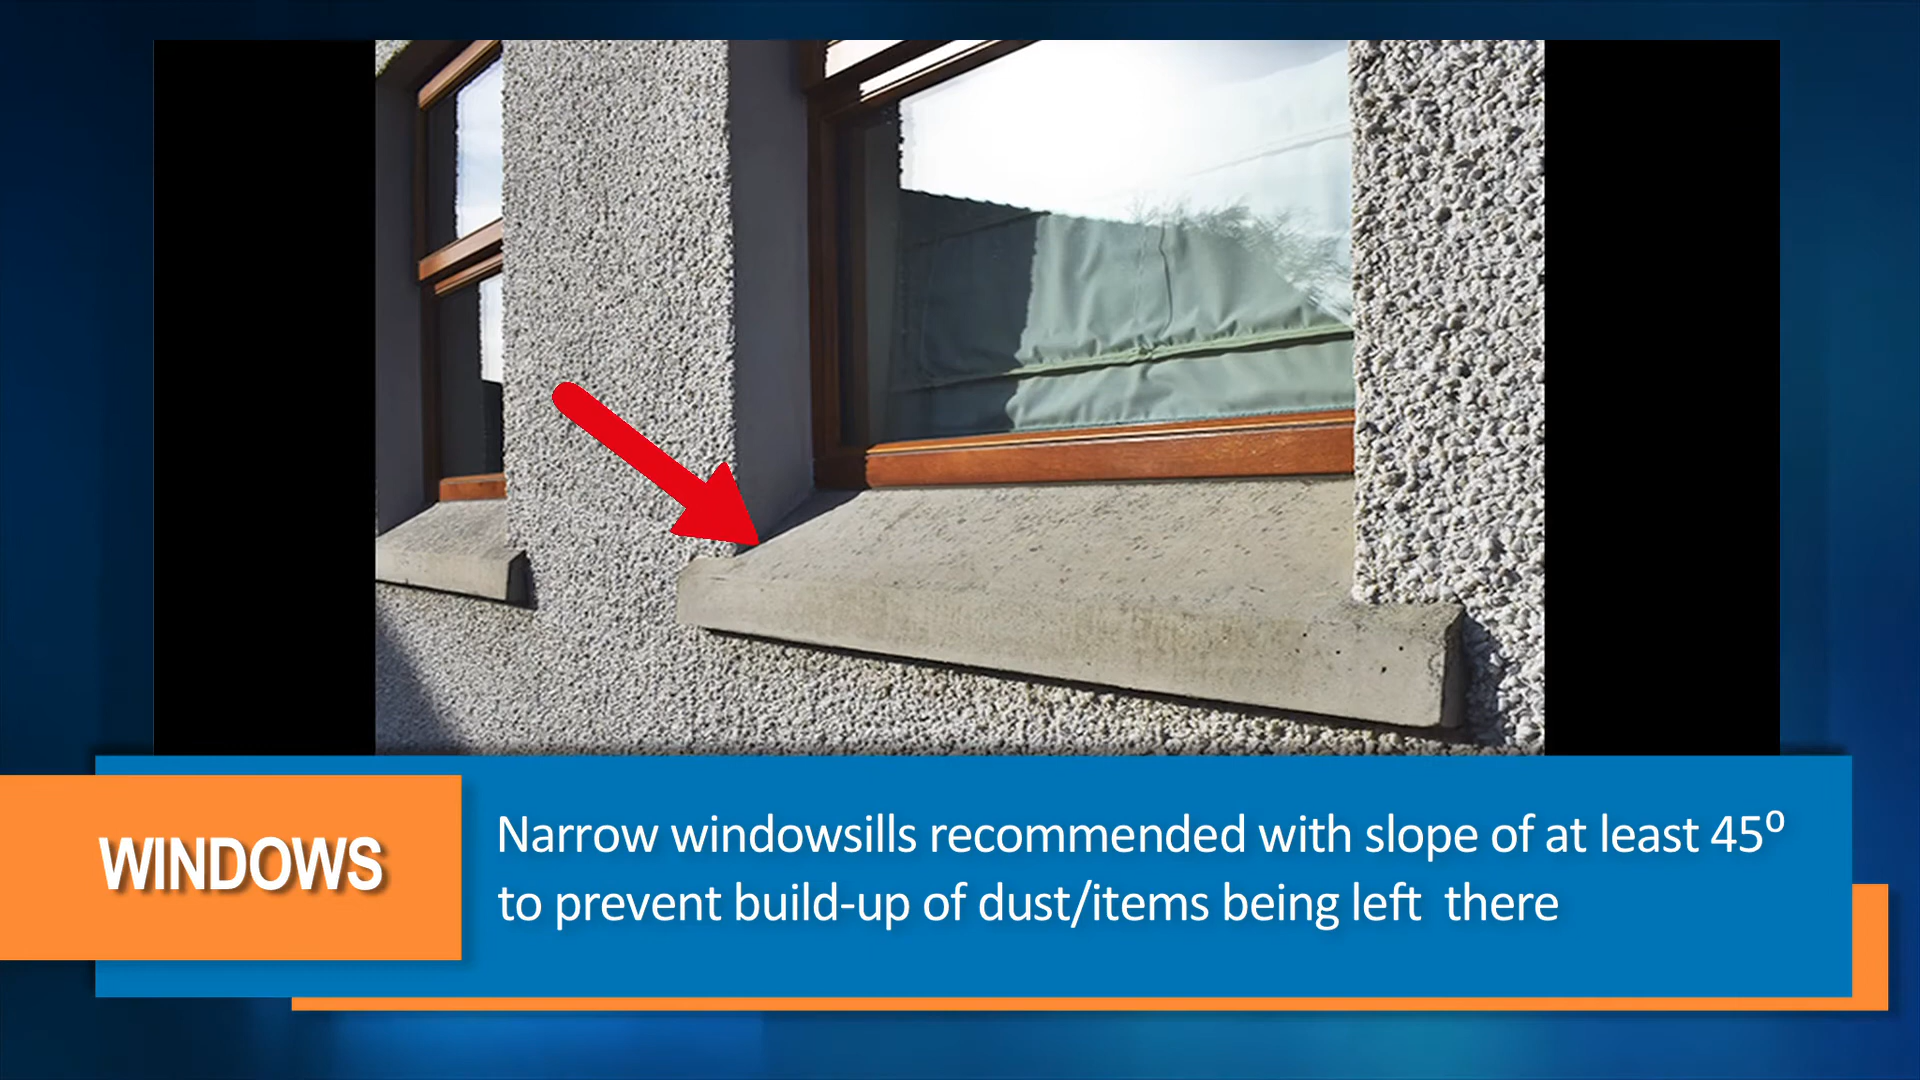 WINDOWS
Narrow windowsills recommended with slope of at least 45⁰
to prevent build-up of dust/items being left  there